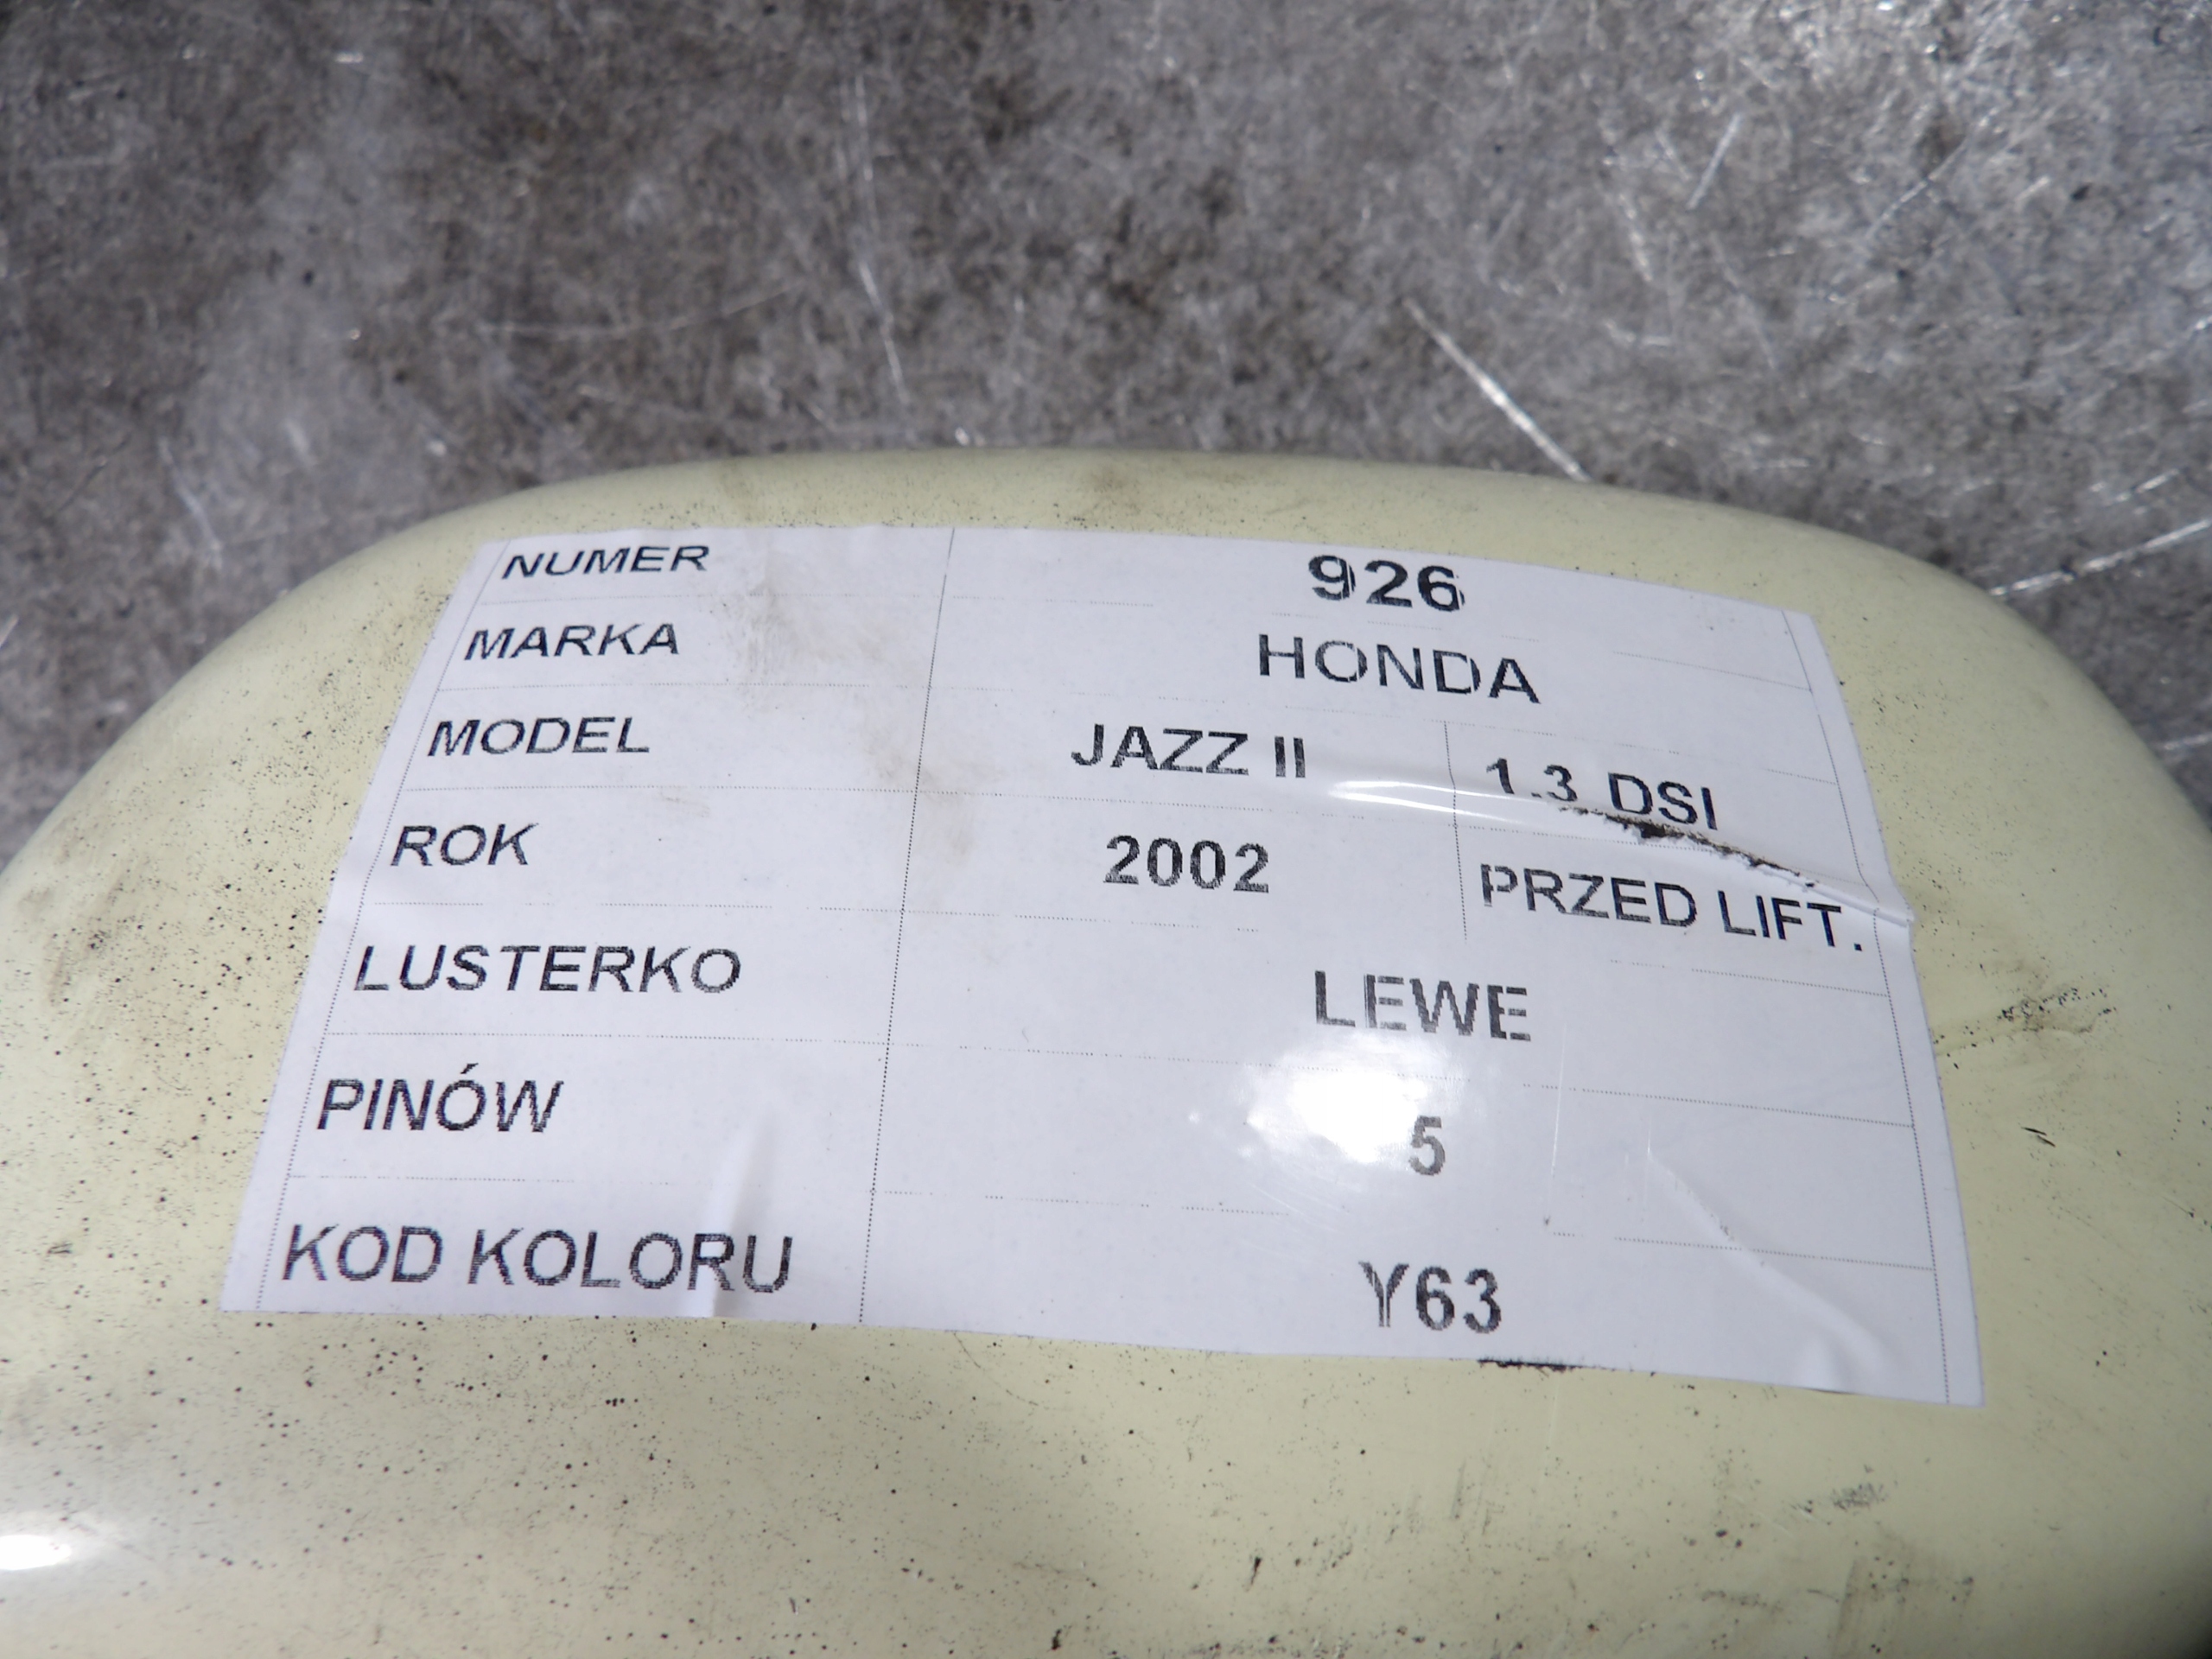 NUMER 926
MARKA HONDA
MODEL JAZZ II 1.3 DSI
ROK 2002 PRZED LIFT.
LUSTERKO LEWE
PINÓW 5
KOD KOLORU Y63